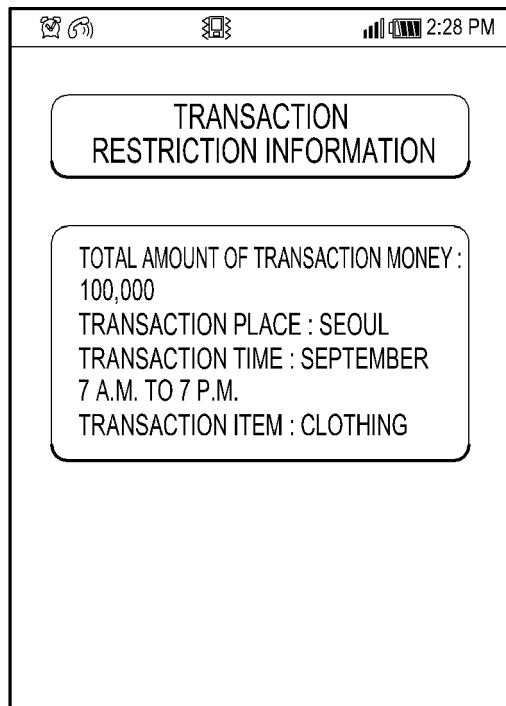 2:28 PM
TRANSACTION
RESTRICTION INFORMATION
TOTAL AMOUNT OF TRANSACTION MONEY :
100,000
TRANSACTION PLACE : SEOUL
TRANSACTION TIME : SEPTEMBER
7 A.M. TO 7 P.M.
TRANSACTION ITEM : CLOTHING